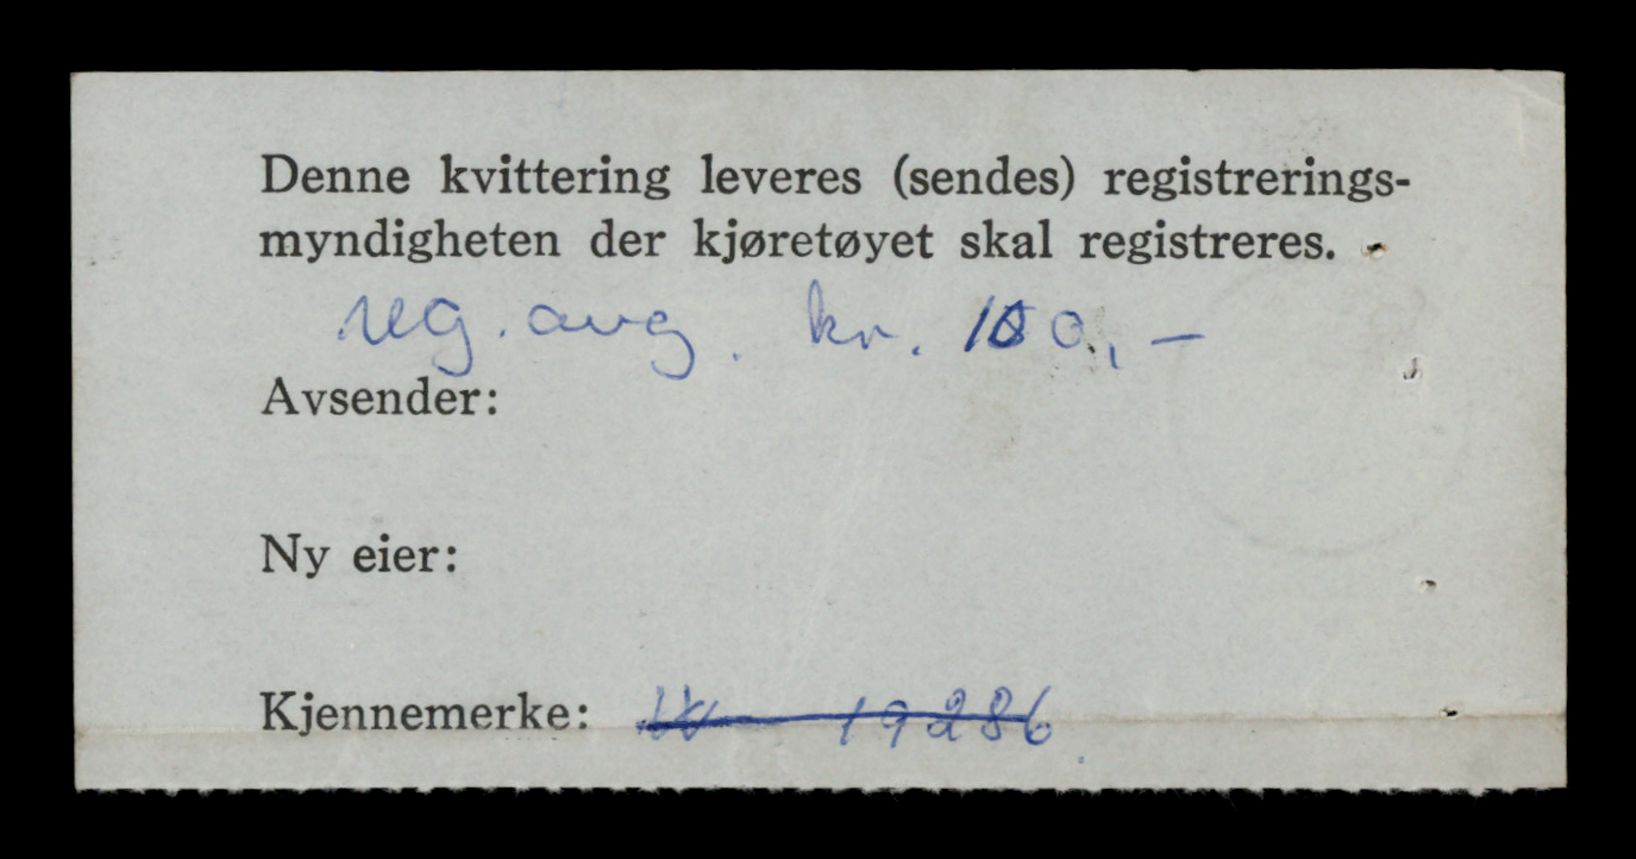 Denne kvittering leveres (sendes) registrerings-
myndigheten der kjøretøyet skal registreres.
reg. avg. kr. 100,-
Avsender:
Ny eier:
Kjennemerke: 19286